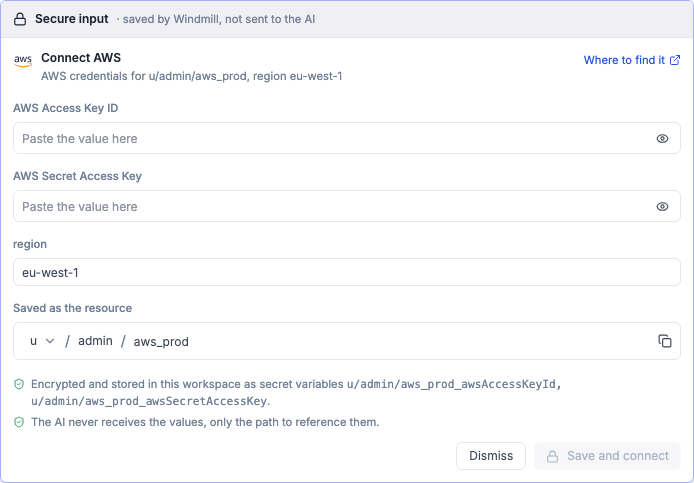 Secure input · saved by Windmill, not sent to the AI
aws
Connect AWS
Where to find it
AWS credentials for u/admin/aws_prod, region eu-west-1
AWS Access Key ID
Paste the value here
AWS Secret Access Key
Paste the value here
region
eu-west-1
Saved as the resource
u / admin / aws_prod
Encrypted and stored in this workspace as secret variables u/admin/aws_prod_awsAccessKeyId,
u/admin/aws_prod_awsSecretAccessKey.
The AI never receives the values, only the path to reference them.
Dismiss
Save and connect